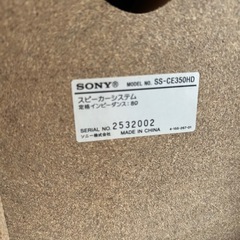 SONY® MODEL NO. SS-CE350HD
スピーカーシステム
定格インピーダンス: 8Ω
SERIAL NO. 2532002
ソニー株式会社 MADE IN CHINA